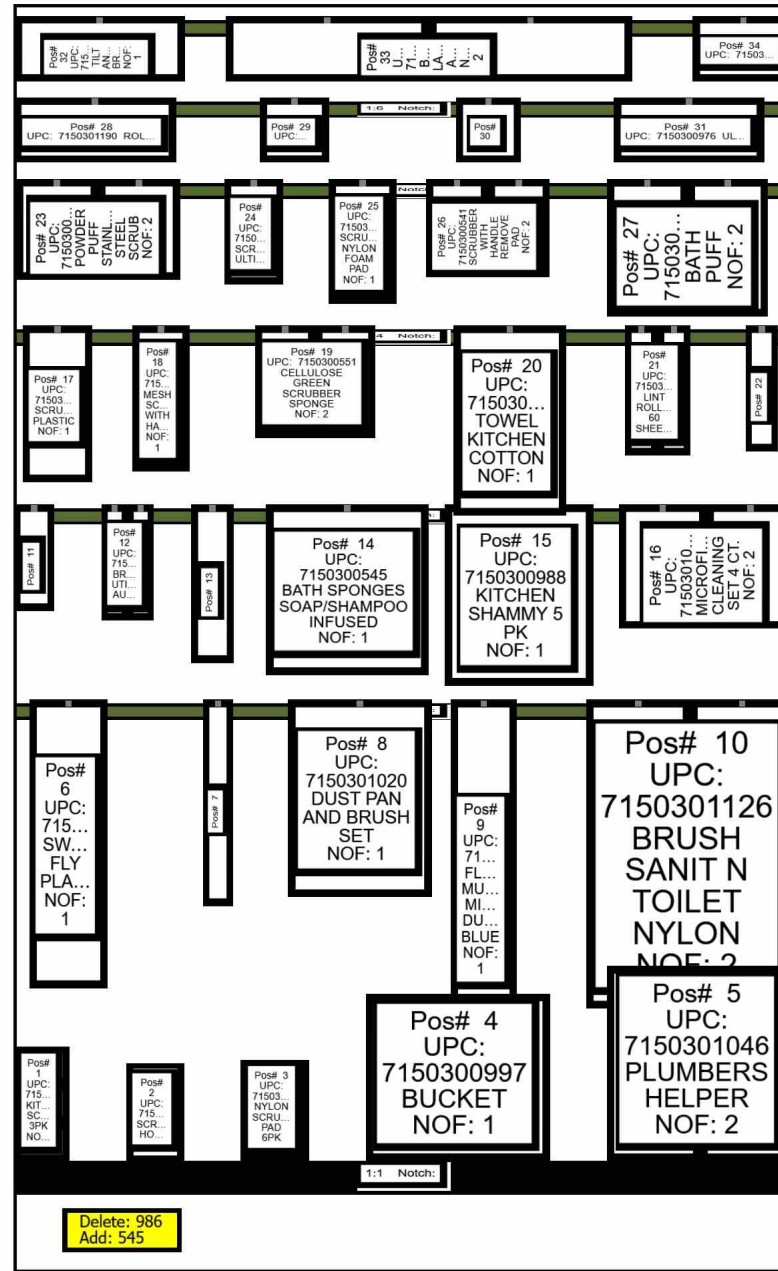 Pos#
32
UPC:
715...
TILT
AN...
BR...
NOF:
1
Pos#
33
U...
71...
B...
LA...
A...
N...
2
Pos# 34
UPC: 71503...
Pos# 28
UPC: 7150301190 ROL...
Pos# 29
UPC:...
1:6 Notch:
Pos#
30
Pos# 31
UPC: 7150300976 UL...
Pos# 23
UPC:
7150300...
POWDER
PUFF
STAINL...
STEEL
SCRUB
NOF: 2
Pos#
24
UPC:
7150...
SCR...
ULTI...
Pos# 25
UPC:
71503...
SCRU...
NYLON
FOAM
PAD
NOF: 1
Notc
Pos# 26
UPC:
7150300541
SCRUBBER
WITH
HANDLE
REMOVE
PAD
NOF: 2
Pos# 27
UPC:
715030...
BATH
PUFF
NOF: 2
Pos# 17
UPC:
71503...
SCRU...
PLASTIC
NOF: 1
Pos#
18
UPC:
715...
MESH
SC...
WITH
HA...
NOF:
1
Pos# 19
UPC: 7150300551
CELLULOSE
GREEN
SCRUBBER
SPONGE
NOF: 2
4 Notch:
Pos# 20
UPC:
715030...
TOWEL
KITCHEN
COTTON
NOF: 1
Pos#
21
UPC:
71503...
LINT
ROLL...
60
SHEE...
Pos# 22
Pos# 11
Pos#
12
UPC:
715...
BR...
UTI...
AU...
Pos# 13
Pos# 14
UPC:
7150300545
BATH SPONGES
SOAP/SHAMPOO
INFUSED
NOF: 1
Pos# 15
UPC:
7150300988
KITCHEN
SHAMMY 5
PK
NOF: 1
Pos# 16
UPC:
71503010...
MICROFI...
CLEANING
SET 4 CT.
NOF: 2
Pos#
6
UPC:
715...
SW...
FLY
PLA...
NOF:
1
Pos# 7
Pos# 8
UPC:
7150301020
DUST PAN
AND BRUSH
SET
NOF: 1
Pos#
9
UPC:
71...
FL...
MU...
MI...
DU...
BLUE
NOF:
1
Pos# 10
UPC:
7150301126
BRUSH
SANIT N
TOILET
NYLON
NOF: 2
Pos#
1
UPC:
715...
KIT...
SC...
3PK
NO...
Pos#
2
UPC:
715...
SCR...
HO...
Pos# 3
UPC:
71503...
NYLON
SCRU...
PAD
6PK
Pos# 4
UPC:
7150300997
BUCKET
NOF: 1
Pos# 5
UPC:
7150301046
PLUMBERS
HELPER
NOF: 2
1:1 Notch:
Delete: 986
Add: 545